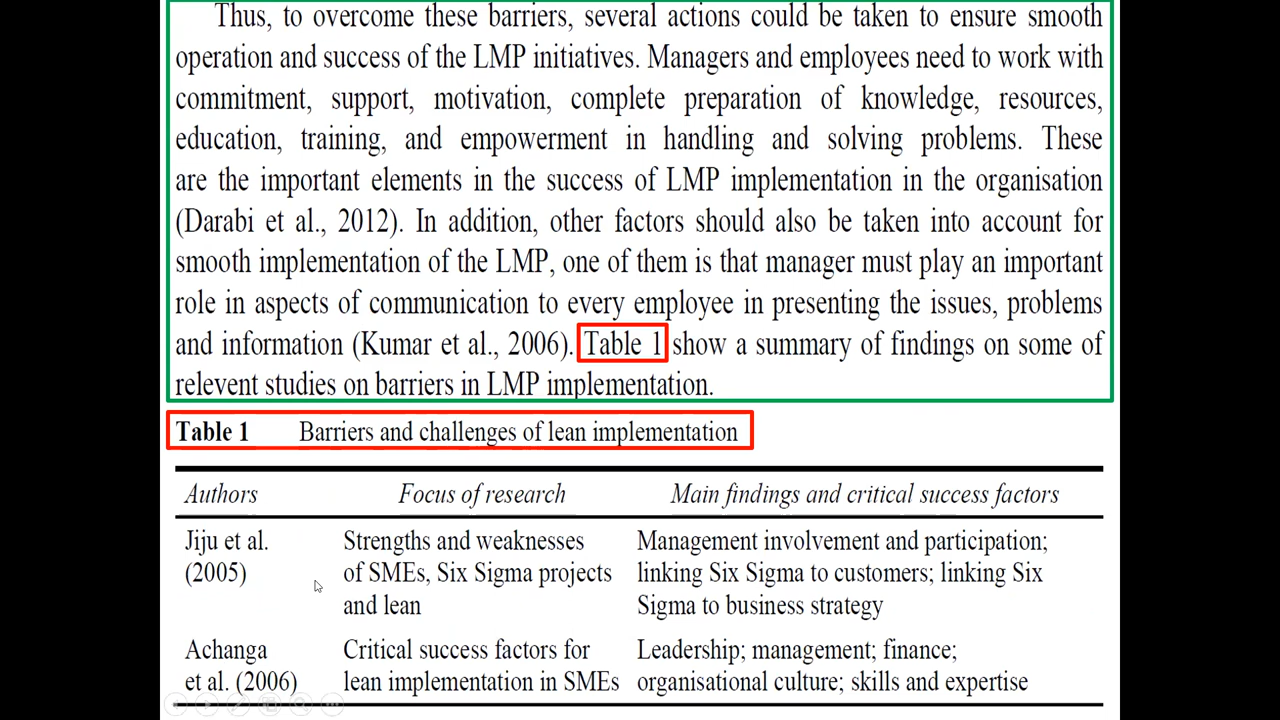 Thus, to overcome these barriers, several actions could be taken to ensure smooth
operation and success of the LMP initiatives. Managers and employees need to work with
commitment, support, motivation, complete preparation of knowledge, resources,
education, training, and empowerment in handling and solving problems. These
are the important elements in the success of LMP implementation in the organisation
(Darabi et al., 2012). In addition, other factors should also be taken into account for
smooth implementation of the LMP, one of them is that manager must play an important
role in aspects of communication to every employee in presenting the issues, problems
and information (Kumar et al., 2006). Table 1 show a summary of findings on some of
relevent studies on barriers in LMP implementation.
Table 1 Barriers and challenges of lean implementation
Authors Focus of research Main findings and critical success factors
Jiju et al. Strengths and weaknesses Management involvement and participation;
(2005) of SMEs, Six Sigma projects linking Six Sigma to customers; linking Six
and lean Sigma to business strategy
Achanga Critical success factors for Leadership; management; finance;
et al. (2006) lean implementation in SMEs organisational culture; skills and expertise